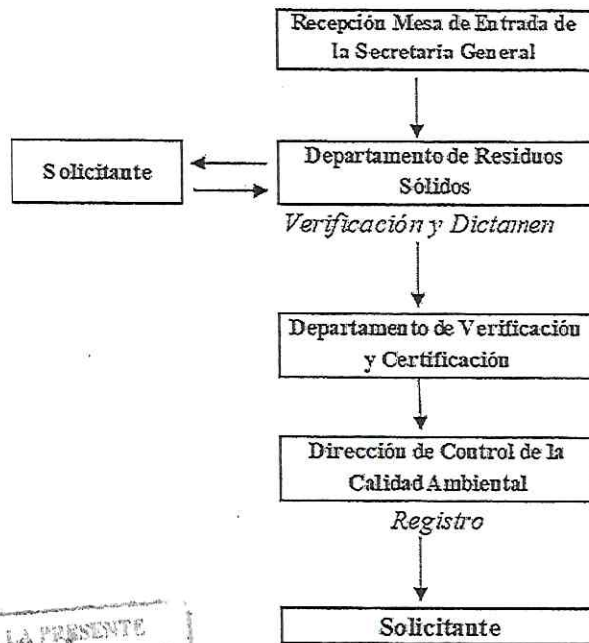 Recepción Mesa de Entrada de
la Secretaría General
Solicitante
Departamento de Residuos
Sólidos
Verificación y Dictamen
Departamento de Verificación
y Certificación
Dirección de Control de la
Calidad Ambiental
Registro
LA PRESENTE
Solicitante